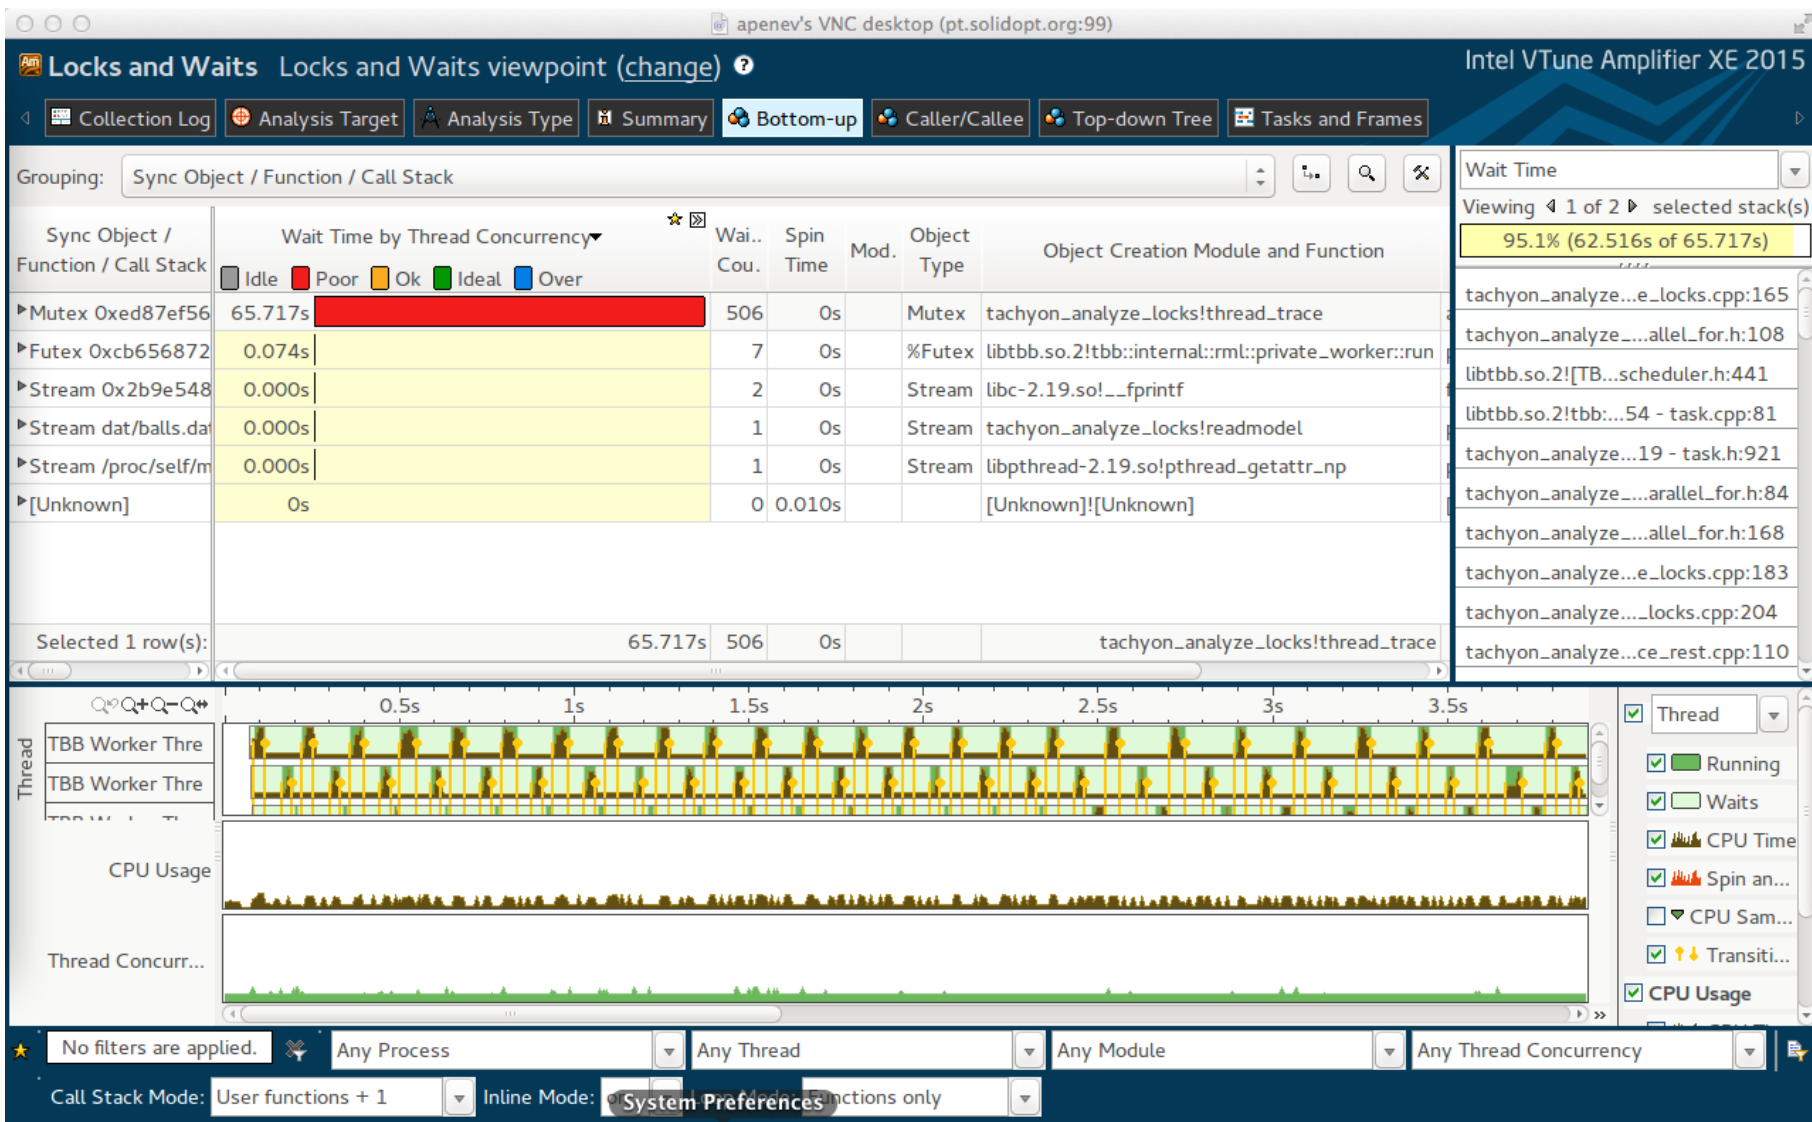 apenev's VNC desktop (pt.solidopt.org:99)
Locks and Waits Locks and Waits viewpoint (change) ?
Intel VTune Amplifier XE 2015
Collection Log Analysis Target Analysis Type Summary Bottom-up Caller/Callee Top-down Tree Tasks and Frames
Grouping: Sync Object / Function / Call Stack
Wait Time
Viewing 1 of 2 selected stack(s)
95.1% (62.516s of 65.717s)
Sync Object /
Function / Call Stack
Wait Time by Thread Concurrency
Idle Poor Ok Ideal Over
Wai..
Cou.
Spin
Time
Mod.
Object
Type
Object Creation Module and Function
Mutex 0xed87ef56 65.717s 506 0s Mutex tachyon_analyze_locks!thread_trace
Futex 0xcb656872 0.074s 7 0s %Futex libtbb.so.2!tbb::internal::rml::private_worker::run
Stream 0x2b9e548 0.000s 2 0s Stream libc-2.19.so!__fprintf
Stream dat/balls.da 0.000s 1 0s Stream tachyon_analyze_locks!readmodel
Stream /proc/self/m 0.000s 1 0s Stream libpthread-2.19.so!pthread_getattr_np
[Unknown] 0s 0 0.010s [Unknown]![Unknown]
Selected 1 row(s): 65.717s 506 0s tachyon_analyze_locks!thread_trace
tachyon_analyze...e_locks.cpp:165
tachyon_analyze_...allel_for.h:108
libtbb.so.2![TB...scheduler.h:441
libtbb.so.2!tbb:...54 - task.cpp:81
tachyon_analyze...19 - task.h:921
tachyon_analyze_...arallel_for.h:84
tachyon_analyze_...allel_for.h:168
tachyon_analyze...e_locks.cpp:183
tachyon_analyze..._locks.cpp:204
tachyon_analyze...ce_rest.cpp:110
0.5s 1s 1.5s 2s 2.5s 3s 3.5s
Thread
TBB Worker Thre
TBB Worker Thre
CPU Usage
Thread Concurr...
Thread
Running
Waits
CPU Time
Spin an...
CPU Sam...
Transiti...
CPU Usage
No filters are applied. Any Process Any Thread Any Module Any Thread Concurrency
Call Stack Mode: User functions + 1 Inline Mode: on Loop Mode: Functions only
System Preferences